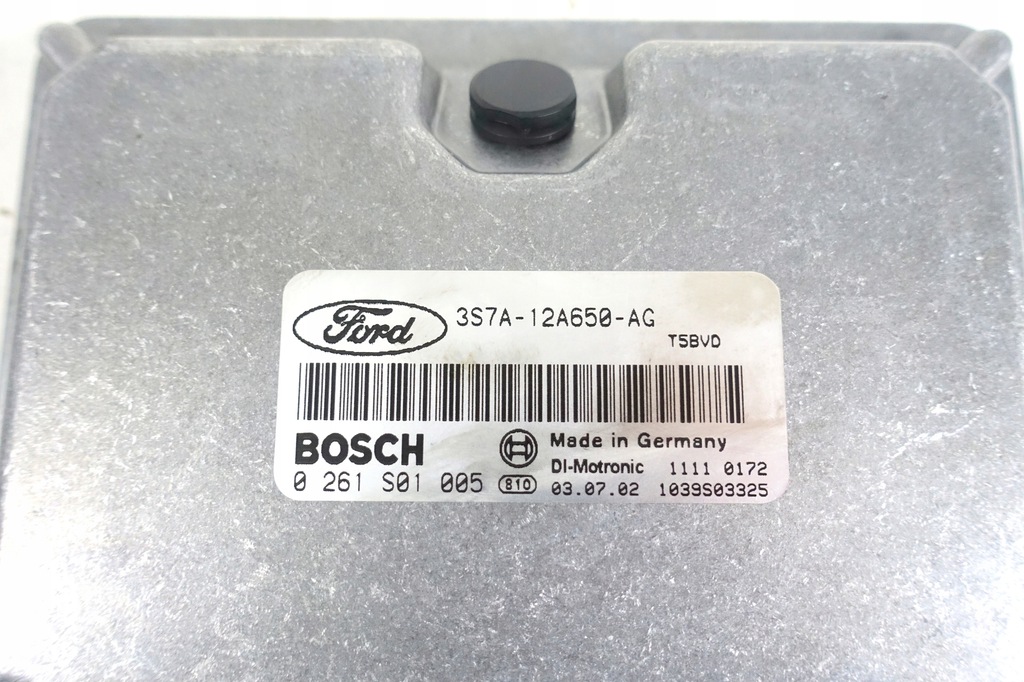 Ford 3S7A-12A650-AG
T5BVD
BOSCH Made in Germany
DI-Motronic 1111 0172
0 261 S01 005 810 03.07.02 1039S03325